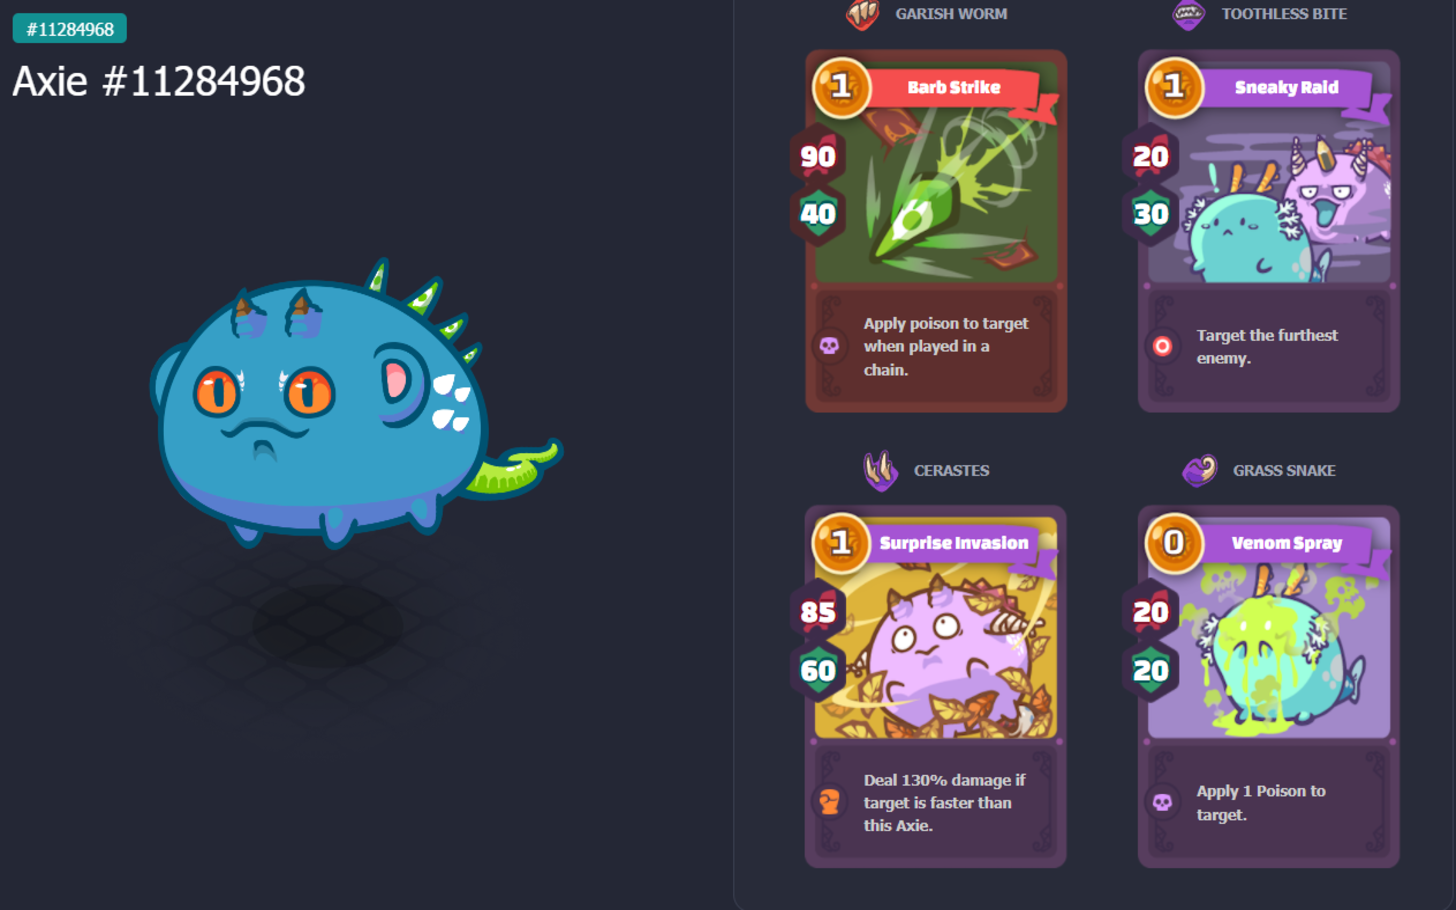 #11284968
Axie #11284968
GARISH WORM
TOOTHLESS BITE
1
Barb Strike
90
40
Apply poison to target
when played in a
chain.
1
Sneaky Raid
20
30
Target the furthest
enemy.
CERASTES
GRASS SNAKE
1
Surprise Invasion
85
60
Deal 130% damage if
target is faster than
this Axie.
0
Venom Spray
20
20
Apply 1 Poison to
target.